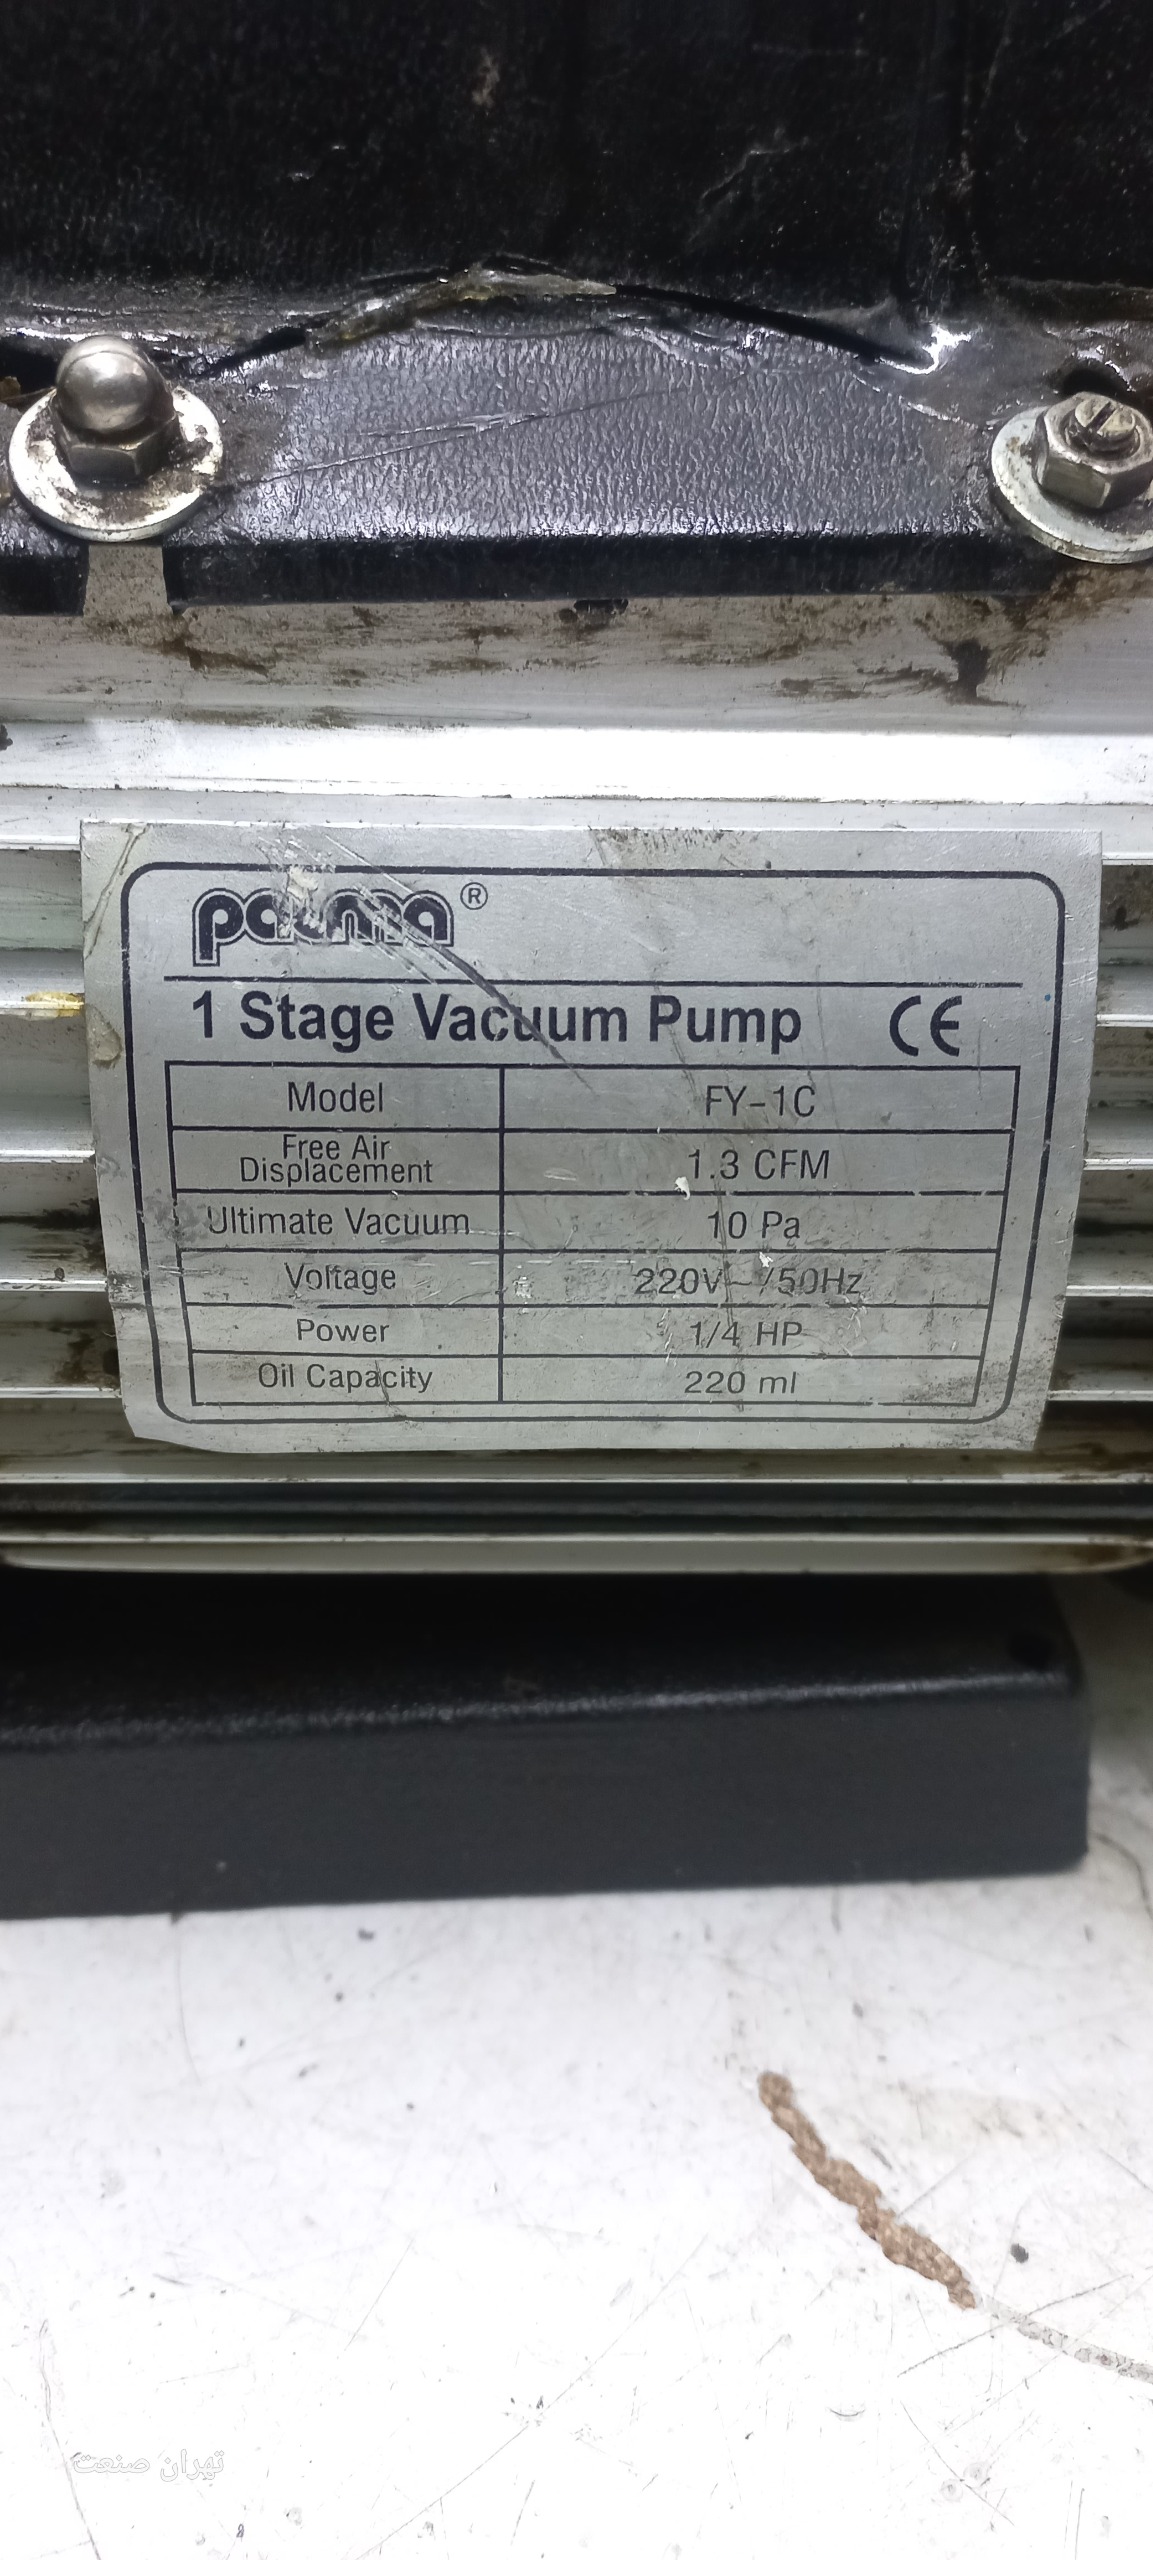 palma®
1 Stage Vacuum Pump CE
Model FY-1C
Free Air Displacement 1.3 CFM
Ultimate Vacuum 10 Pa
Voltage 220V~/50Hz
Power 1/4 HP
Oil Capacity 220 ml
تهران صنعت